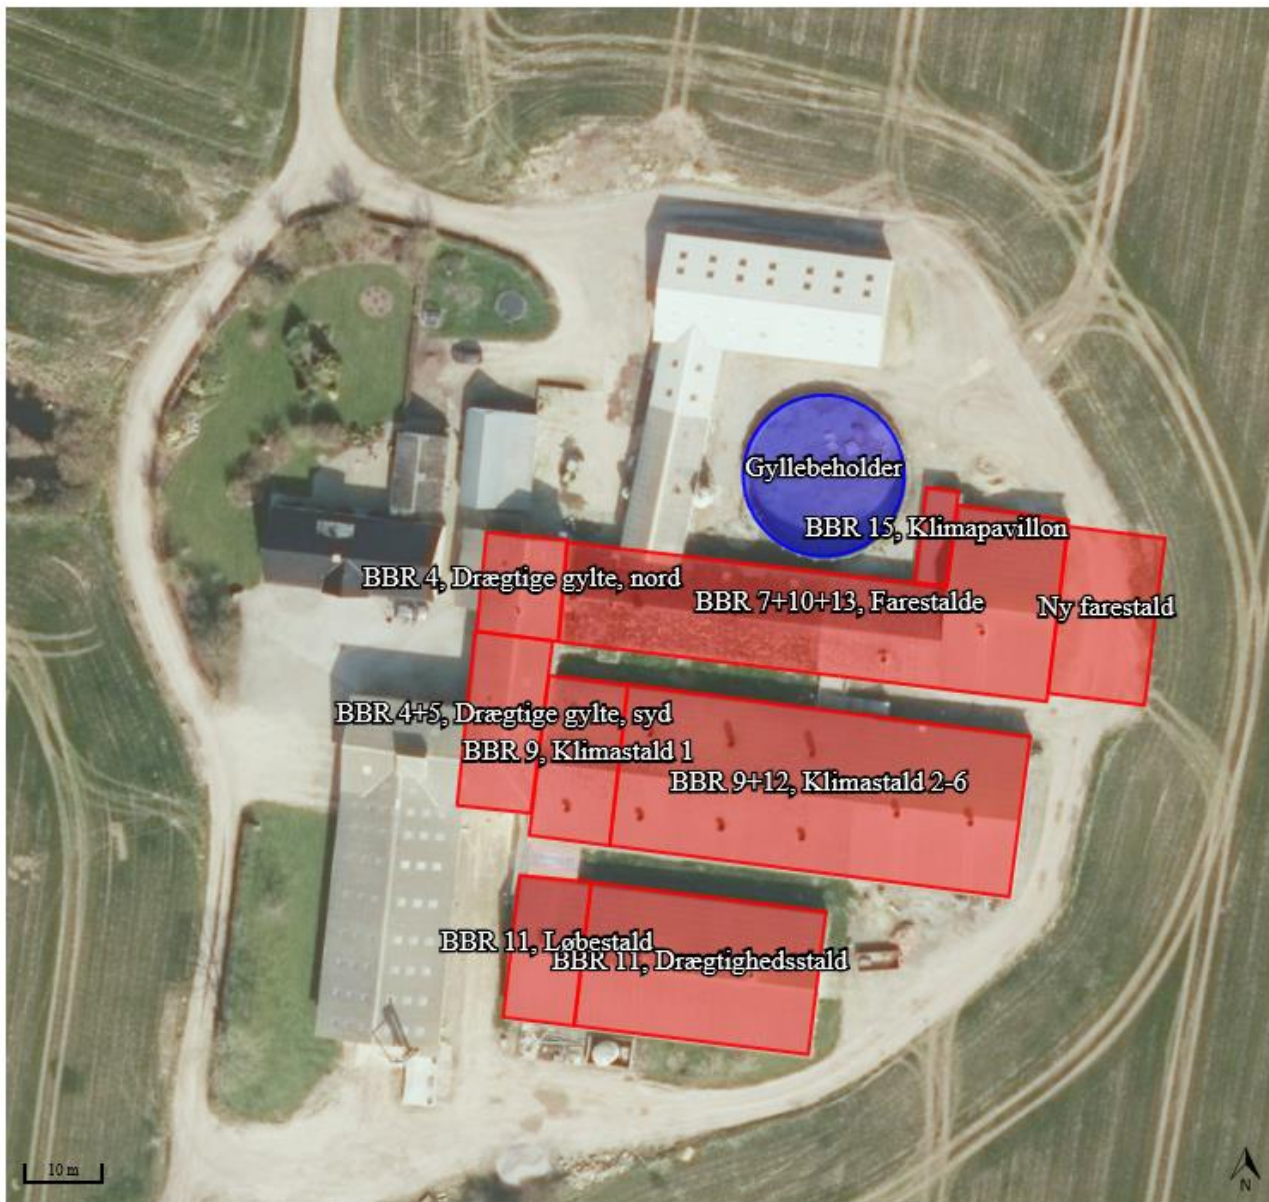 Gyllebeholder
BBR 15, Klimapavillon
BBR 4, Drægtige gylte, nord
BBR 7+10+13, Farestalde
Ny farestald
BBR 4+5, Drægtige gylte, syd
BBR 9, Klimastald 1
BBR 9+12, Klimastald 2-6
BBR 11, Løbestald
BBR 11, Drægtighedsstald
10 m
N